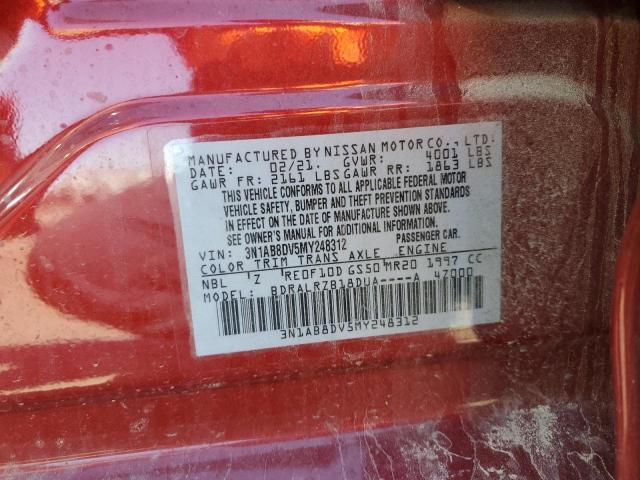 MANUFACTURED BY NISSAN MOTOR CO., LTD.
DATE: 02/21. GVWR: 4001 LBS
GAWR FR: 2161 LBS GAWR RR: 1863 LBS
THIS VEHICLE CONFORMS TO ALL APPLICABLE FEDERAL MOTOR
VEHICLE SAFETY, BUMPER AND THEFT PREVENTION STANDARDS
IN EFFECT ON THE DATE OF MANUFACTURE SHOWN ABOVE.
SEE OWNER'S MANUAL FOR ADDITIONAL INFORMATION
VIN: 3N1AB8DV5MY248312 PASSENGER CAR.
COLOR TRIM TRANS AXLE ENGINE
NBL 'Z RE0F10D GS50 MR20 1997 CC
MODEL: BDRALRZB18DUA----A 47000
3N1AB8DV5MY248312